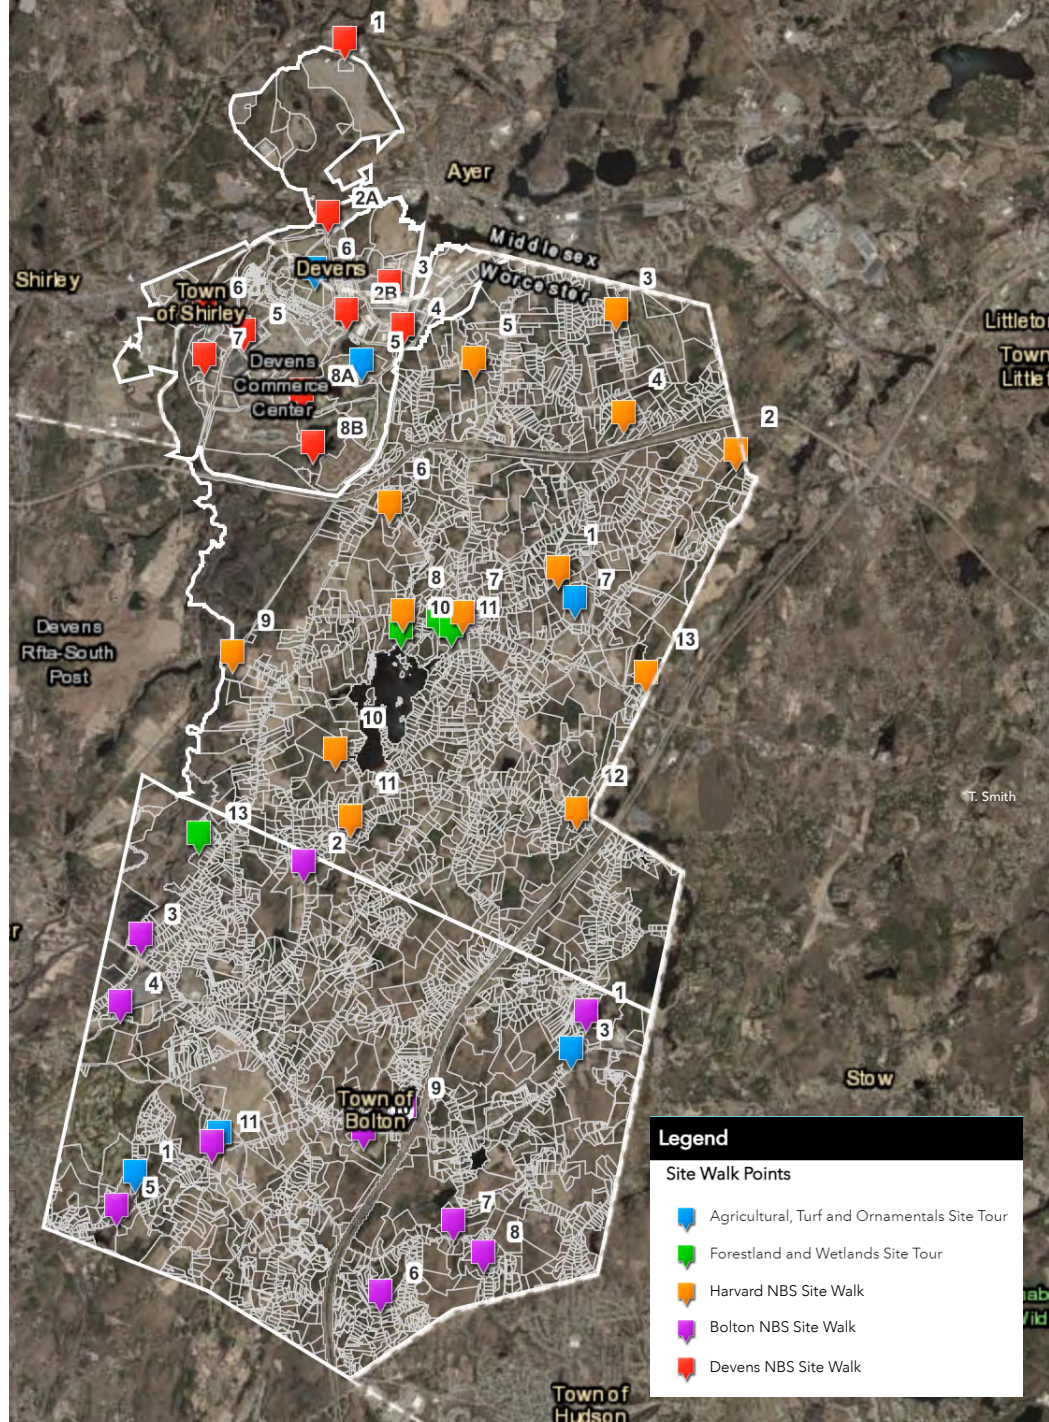 1
Ayer
2A
6
Middlesex
Devens
3
Shirley
Worcester
3
6
2B
Town
of Shirley
5
4
5
Town
7
5
Devens
Commerce
Center
8A
4
2
8B
6
1
8
7
7
10
11
9
Devens
Rfta-South
Post
13
10
12
11
T. Smith
13
2
3
4
1
3
9
Town of
Bolton
Stow
11
1
5
7
8
6
Legend
Site Walk Points
Agricultural, Turf and Ornamentals Site Tour
Forestland and Wetlands Site Tour
Harvard NBS Site Walk
Bolton NBS Site Walk
Devens NBS Site Walk
Town of
Hudson